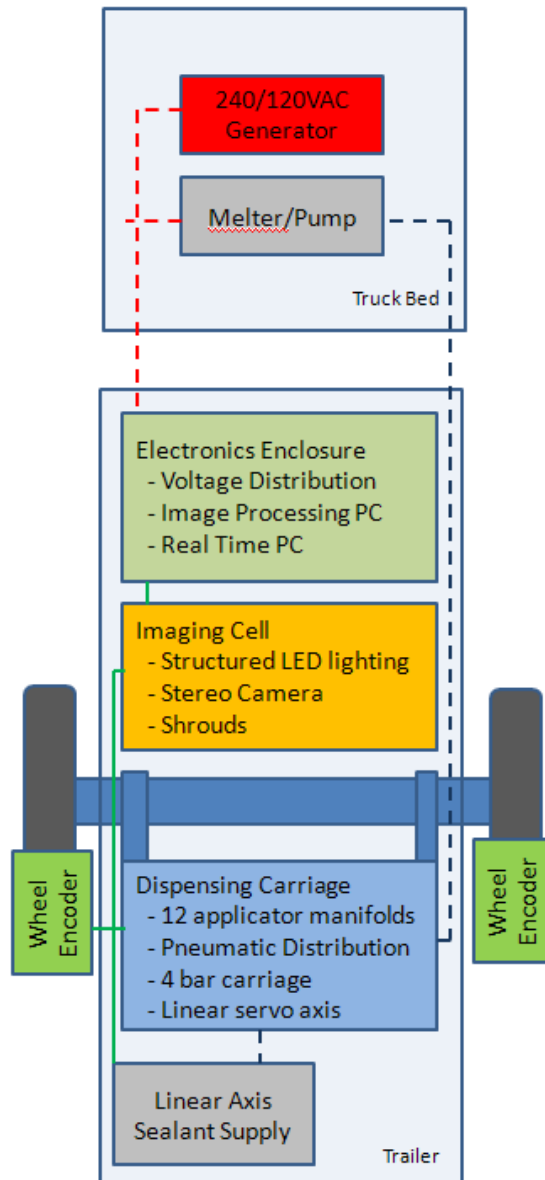 240/120VAC
Generator
Melter/Pump
Truck Bed
Electronics Enclosure
- Voltage Distribution
- Image Processing PC
- Real Time PC
Imaging Cell
- Structured LED lighting
- Stereo Camera
- Shrouds
Wheel
Encoder
Dispensing Carriage
- 12 applicator manifolds
- Pneumatic Distribution
- 4 bar carriage
- Linear servo axis
Wheel
Encoder
Linear Axis
Sealant Supply
Trailer